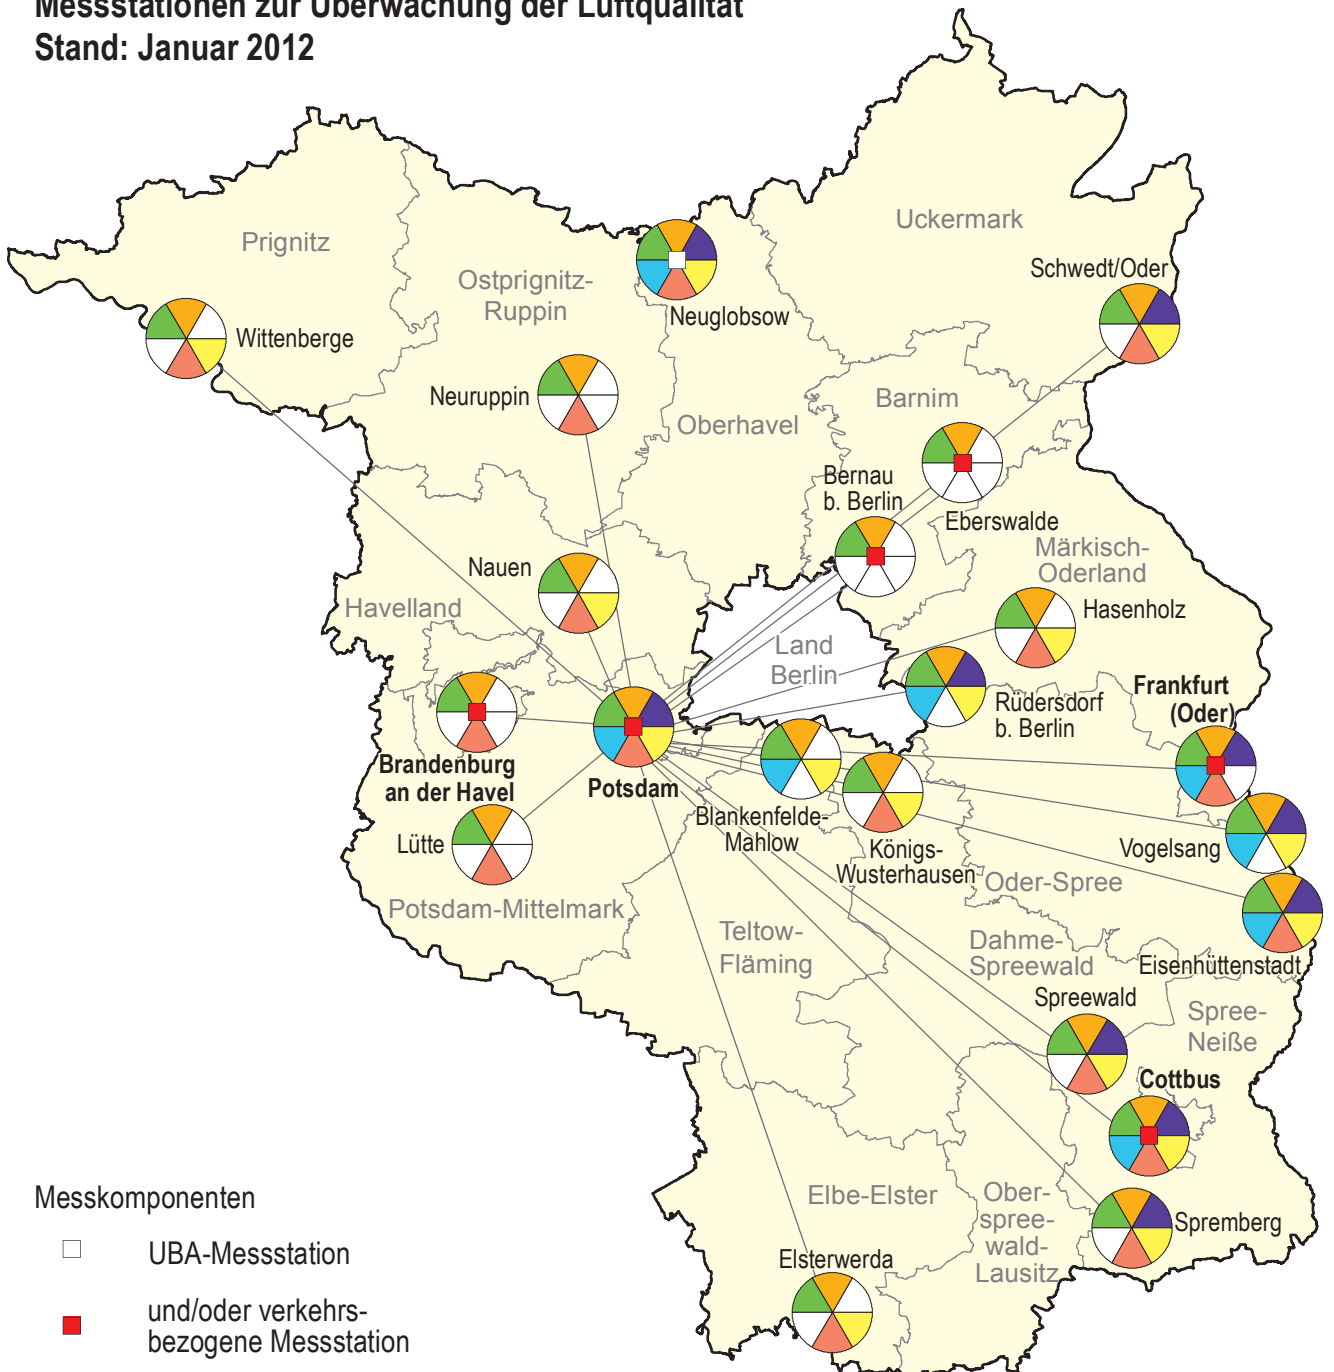 Messstationen zur Überwachung der Luftqualität
Stand: Januar 2012
Uckermark
Prignitz
Schwedt/Oder
Ostprignitz-
Ruppin
Neuglobsow
Wittenberge
Neuruppin
Barnim
Oberhavel
Bernau
b. Berlin
Eberswalde
Märkisch-
Oderland
Nauen
Havelland
Hasenholz
Land
Berlin
Frankfurt
(Oder)
Rüdersdorf
b. Berlin
Brandenburg
an der Havel
Potsdam
Blankenfelde-
Mahlow
Lütte
Königs-
Wusterhausen
Vogelsang
Oder-Spree
Potsdam-Mittelmark
Teltow-
Fläming
Dahme-
Spreewald
Eisenhüttenstadt
Spreewald
Spree-
Neiße
Cottbus
Elbe-Elster
Ober-
spree-
wald-
Lausitz
Spremberg
Elsterwerda
Messkomponenten
UBA-Messstation
und/oder verkehrs-
bezogene Messstation